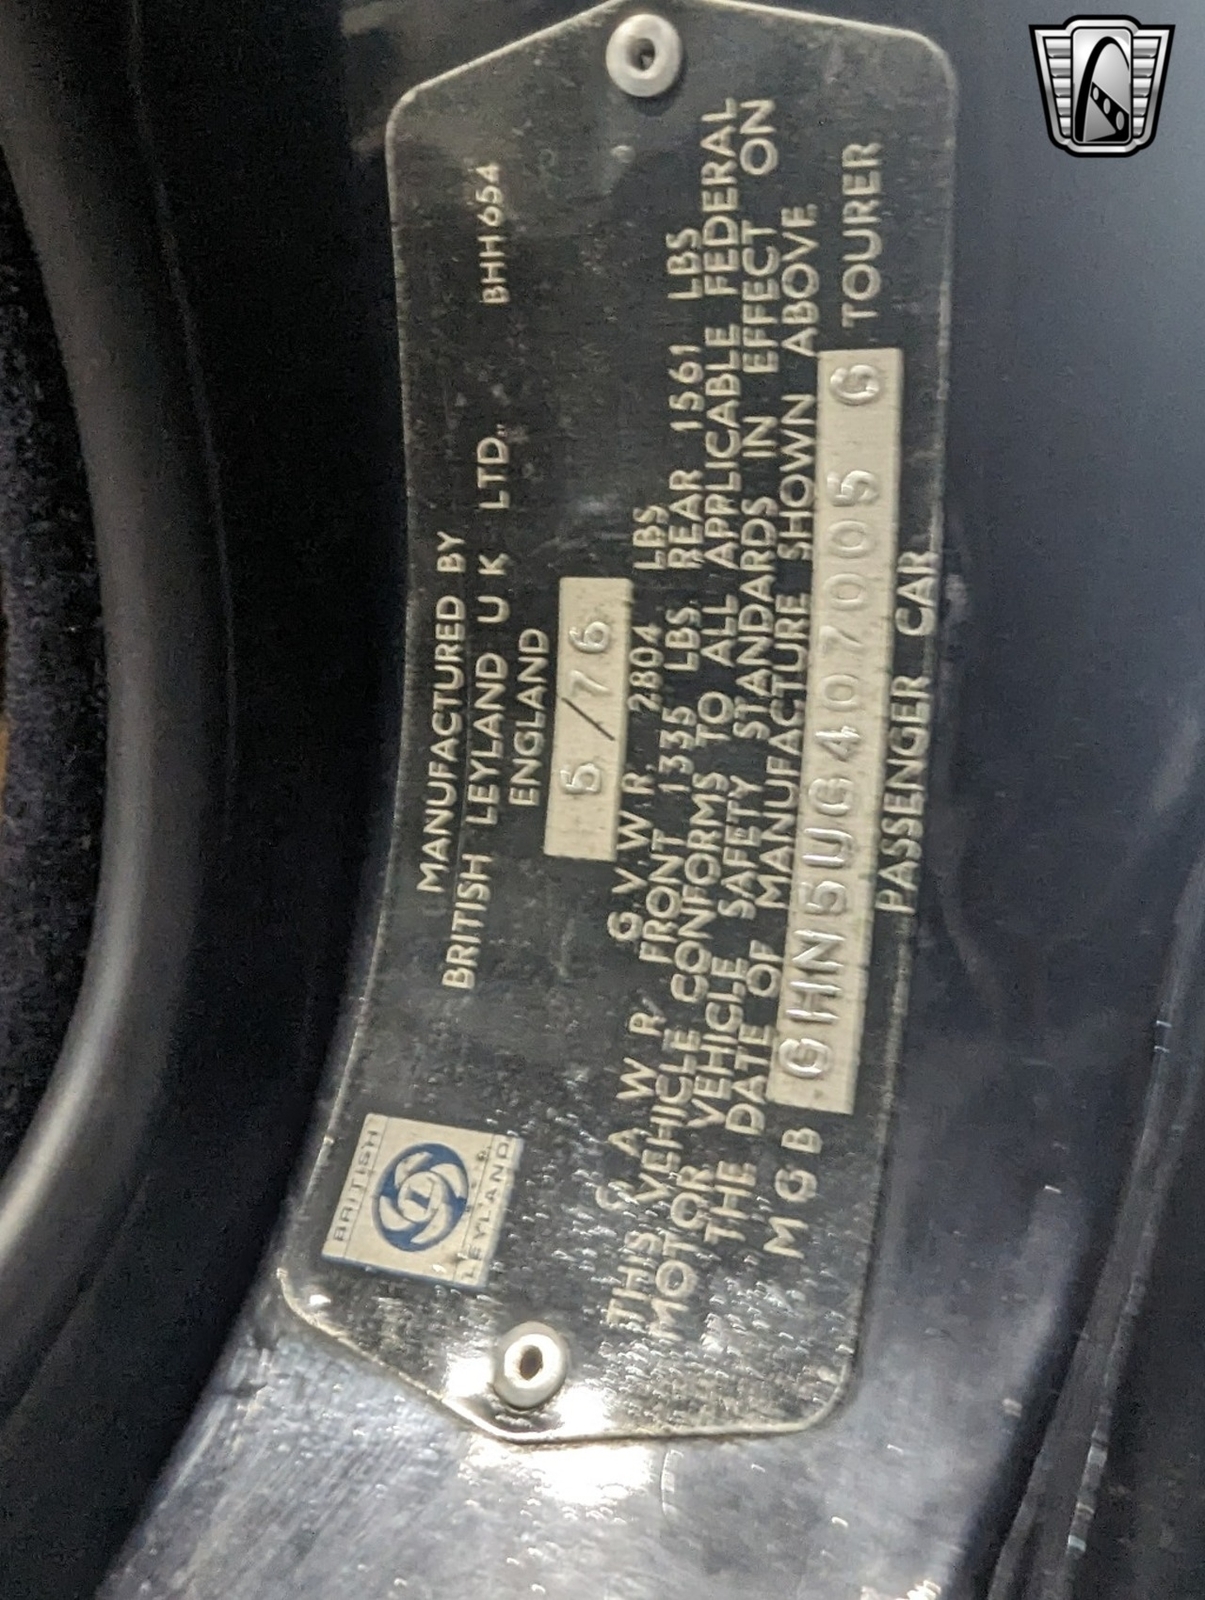 BRITISH
LEYLAND
L
MANUFACTURED BY
BRITISH LEYLAND U K LTD.
ENGLAND
BHH 654
5/76
G. V. W R. 2804 LBS
G A W R FRONT 1335 LBS REAR 1561 LBS
THIS VEHICLE CONFORMS TO ALL APPLICABLE FEDERAL
MOTOR VEHICLE SAFETY STANDARDS IN EFFECT ON
THE DATE OF MANUFACTURE SHOWN ABOVE
M G B GHN5UG407005 G TOURER
PASSENGER CAR